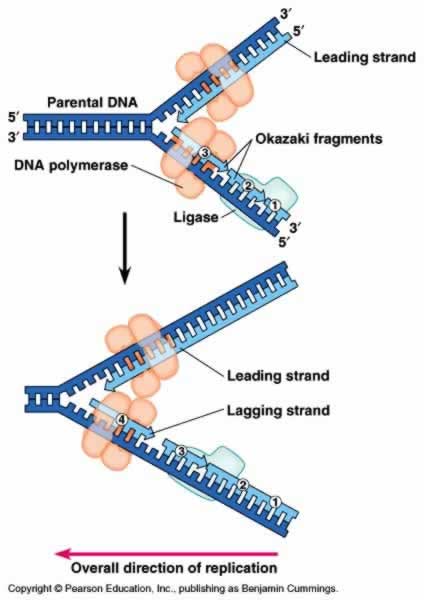 3′
5′
Leading strand
Parental DNA
5′
3′
Okazaki fragments
3
DNA polymerase
2
1
Ligase
3′
5′
Leading strand
Lagging strand
4
3
2
1
Overall direction of replication
Copyright © Pearson Education, Inc., publishing as Benjamin Cummings.